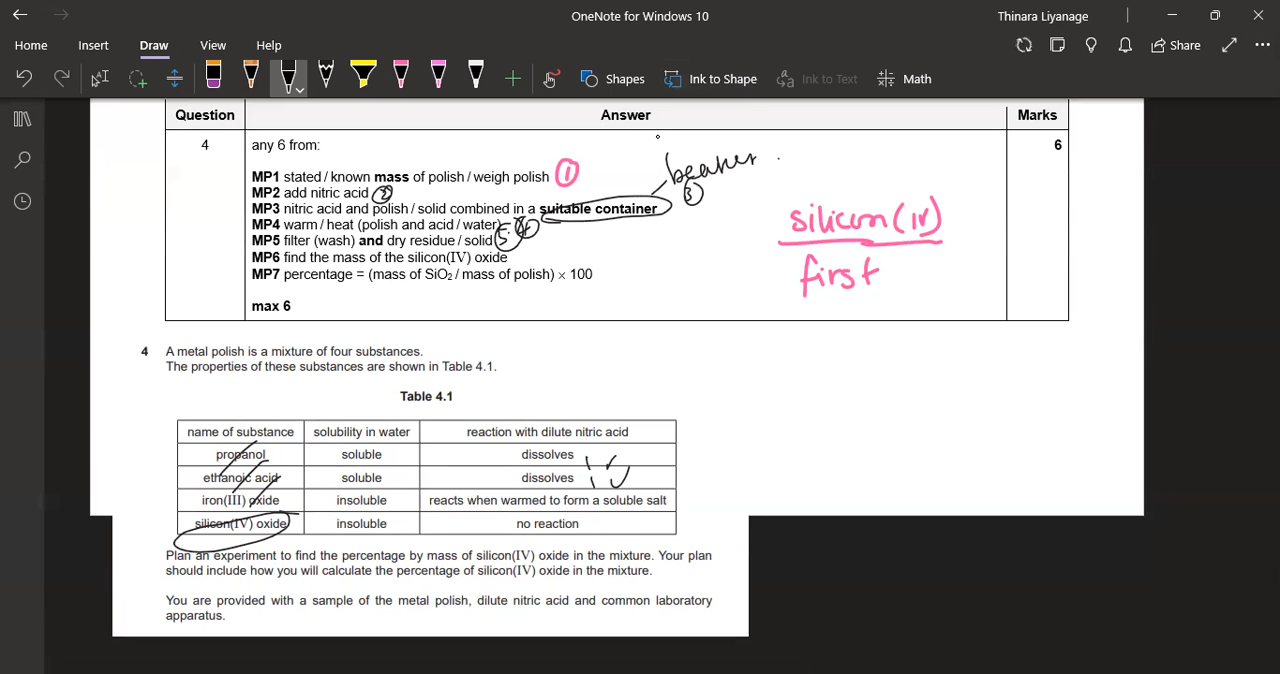 OneNote for Windows 10
Thinara Liyanage
Home Insert Draw View Help
Share
Shapes Ink to Shape Ink to Text Math
Question Answer Marks
4 any 6 from: 6
MP1 stated / known mass of polish / weigh polish ①
beaker
MP2 add nitric acid ②
③
MP3 nitric acid and polish / solid combined in a suitable container
MP4 warm / heat (polish and acid / water) ④
MP5 filter (wash) and dry residue / solid ⑤
MP6 find the mass of the silicon(IV) oxide
MP7 percentage = (mass of SiO₂ / mass of polish) × 100
max 6
silicon(IV)
first
4 A metal polish is a mixture of four substances.
The properties of these substances are shown in Table 4.1.
Table 4.1
name of substance solubility in water reaction with dilute nitric acid
propanol soluble dissolves
ethanoic acid soluble dissolves
iron(III) oxide insoluble reacts when warmed to form a soluble salt
silicon(IV) oxide insoluble no reaction
Plan an experiment to find the percentage by mass of silicon(IV) oxide in the mixture. Your plan
should include how you will calculate the percentage of silicon(IV) oxide in the mixture.
You are provided with a sample of the metal polish, dilute nitric acid and common laboratory
apparatus.